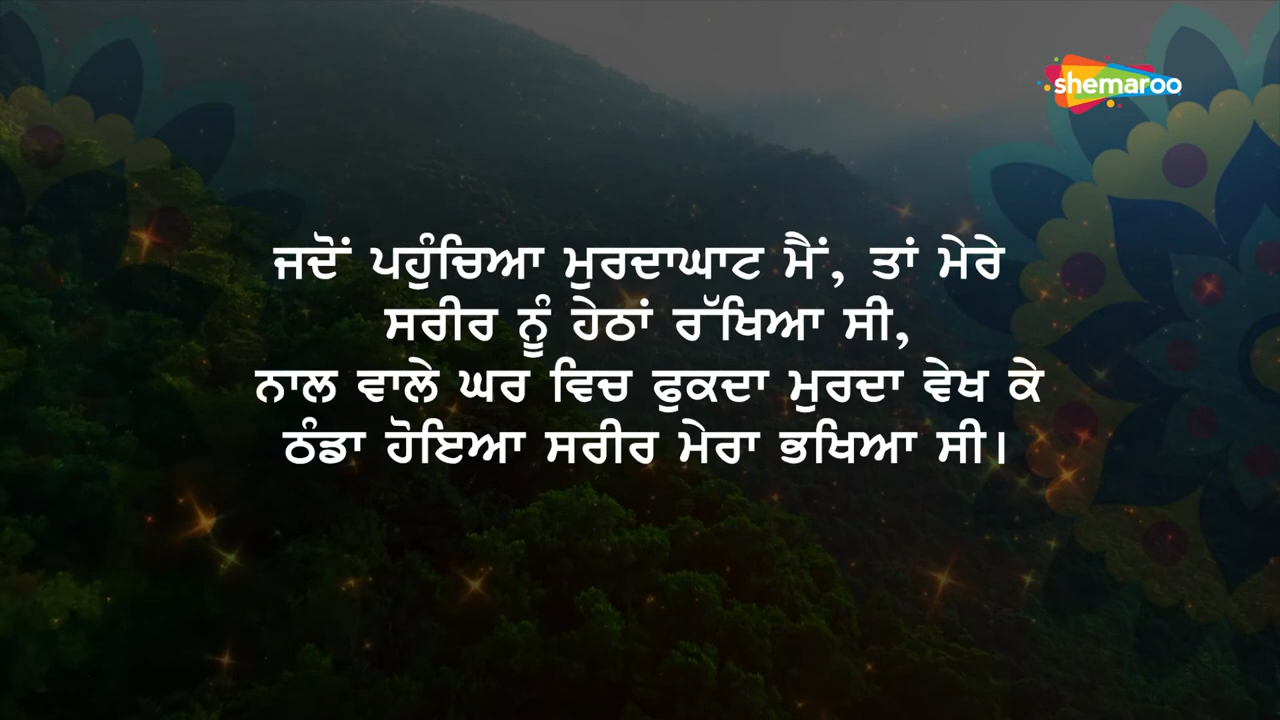 shemaroo
ਜਦੋਂ ਪਹੁੰਚਿਆ ਮੁਰਦਾਘਾਟ ਮੈਂ, ਤਾਂ ਮੇਰੇ
ਸਰੀਰ ਨੂੰ ਹੇਠਾਂ ਰੱਖਿਆ ਸੀ,
ਨਾਲ ਵਾਲੇ ਘਰ ਵਿਚ ਫੁਕਦਾ ਮੁਰਦਾ ਵੇਖ ਕੇ
ਠੰਡਾ ਹੋਇਆ ਸਰੀਰ ਮੇਰਾ ਭਖਿਆ ਸੀ।